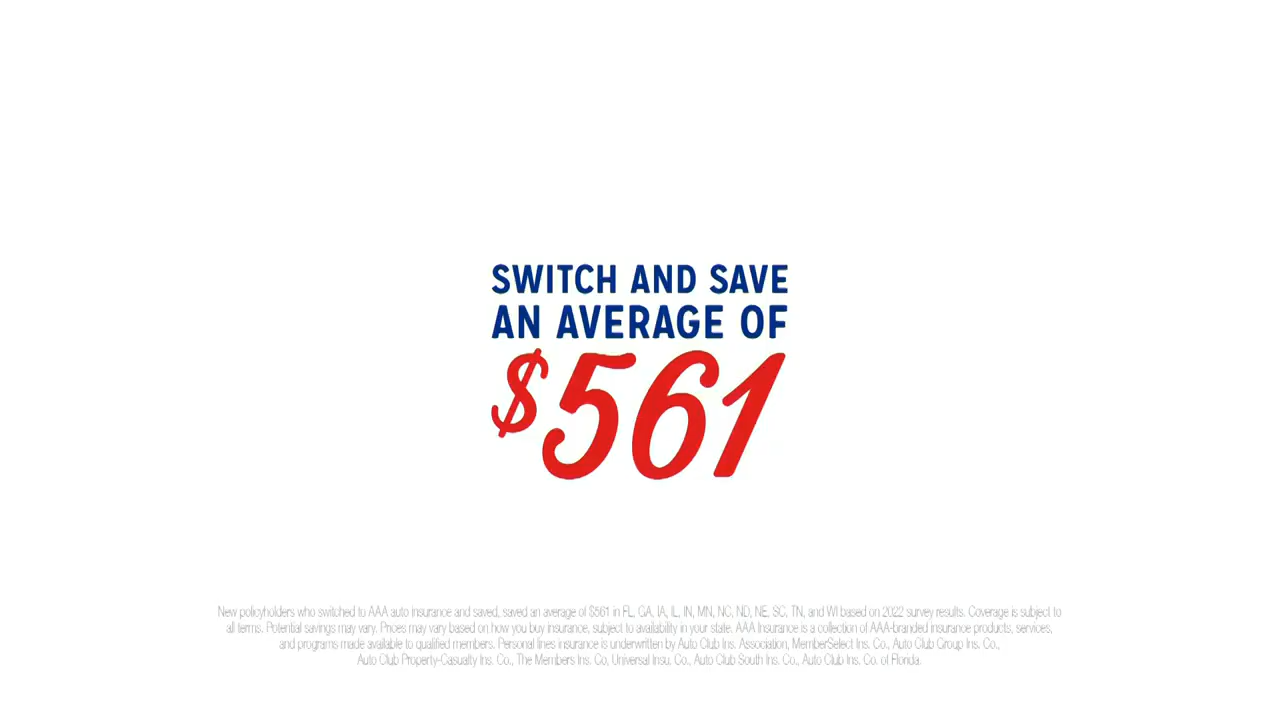 SWITCH AND SAVE
AN AVERAGE OF
$561
New policyholders who switched to AAA auto insurance and saved, saved an average of $561 in FL, GA, IA, IL, IN, MN, NC, ND, NE, SC, TN, and WI based on 2022 survey results. Coverage is subject to
all terms. Potential savings may vary. Prices may vary based on how you buy insurance, subject to availability in your state. AAA Insurance is a collection of AAA-branded insurance products, services,
and programs made available to qualified members. Personal lines insurance is underwritten by Auto Club Ins. Association, MemberSelect Ins. Co., Auto Club Group Ins. Co.,
Auto Club Property-Casualty Ins. Co., The Members Ins. Co, Universal Insu. Co., Auto Club South Ins. Co., Auto Club Ins. Co. of Florida.